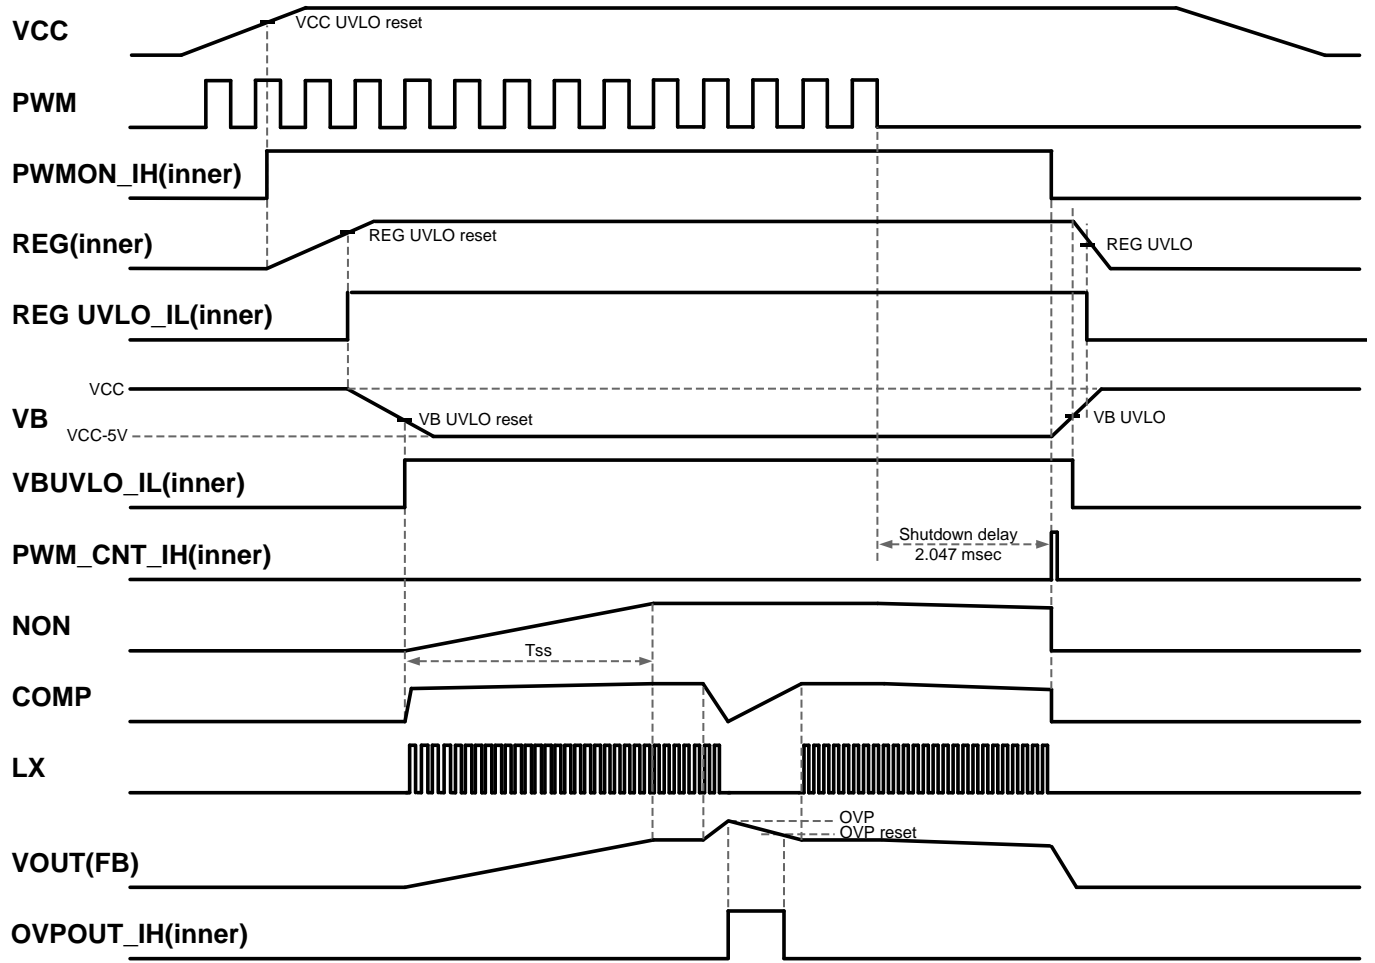 VCC
VCC UVLO reset
PWM
PWMON_IH(inner)
REG(inner)
REG UVLO reset
REG UVLO
REG UVLO_IL(inner)
VCC
VB
VB UVLO reset
VB UVLO
VCC-5V
VBUVLO_IL(inner)
PWM_CNT_IH(inner)
Shutdown delay
2.047 msec
NON
Tss
COMP
LX
OVP
OVP reset
VOUT(FB)
OVPOUT_IH(inner)